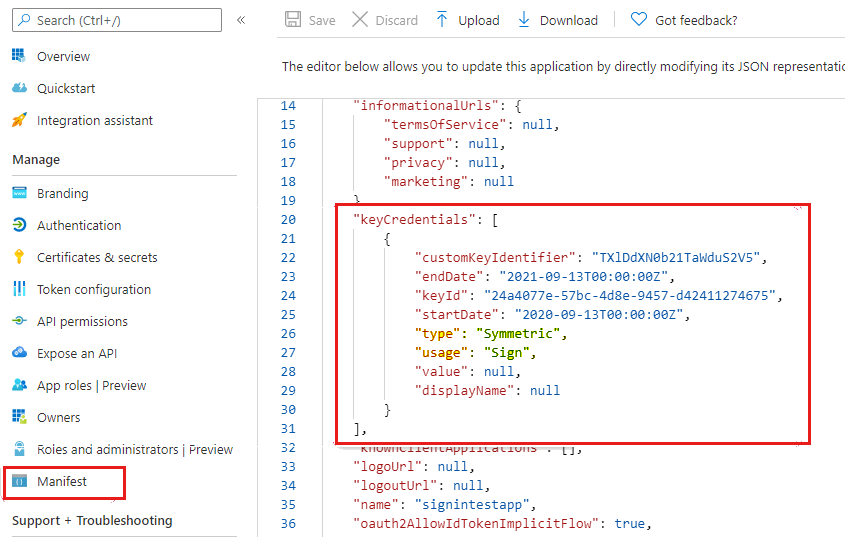 Search (Ctrl+/)
«
Overview
Quickstart
Integration assistant
Manage
Branding
Authentication
Certificates & secrets
Token configuration
API permissions
Expose an API
App roles | Preview
Owners
Roles and administrators | Preview
Manifest
Support + Troubleshooting
Save Discard Upload Download Got feedback?
The editor below allows you to update this application by directly modifying its JSON
14 "informationalUrls": {
15 "termsOfService": null,
16 "support": null,
17 "privacy": null,
18 "marketing": null
19 }
20 "keyCredentials": [
21 {
22 "customKeyIdentifier": "TXlDdXN0b21TaWduS2V5",
23 "endDate": "2021-09-13T00:00:00Z",
24 "keyId": "24a4077e-57bc-4d8e-9457-d42411274675",
25 "startDate": "2020-09-13T00:00:00Z",
26 "type": "Symmetric",
27 "usage": "Sign",
28 "value": null,
29 "displayName": null
30 }
31 ],
32 "knownClientApplications": [],
33 "logoUrl": null,
34 "logoutUrl": null,
35 "name": "signintestapp",
36 "oauth2AllowIdTokenImplicitFlow": true,